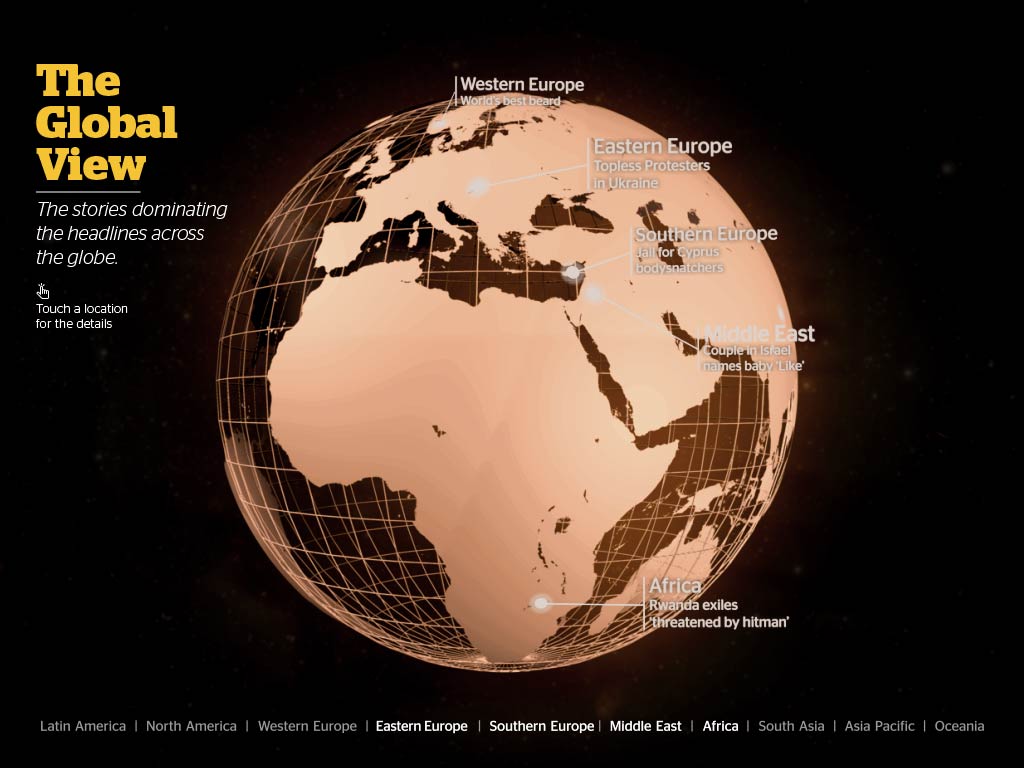 The
Global
View
The stories dominating
the headlines across
the globe.
Touch a location
for the details
Western Europe
World's best beard
Eastern Europe
Topless Protesters
in Ukraine
Southern Europe
Jail for Cyprus
bodysnatchers
Middle East
Couple in Israel
names baby 'Like'
Africa
Rwanda exiles
'threatened by hitman'
Latin America | North America | Western Europe | Eastern Europe | Southern Europe | Middle East | Africa | South Asia | Asia Pacific | Oceania